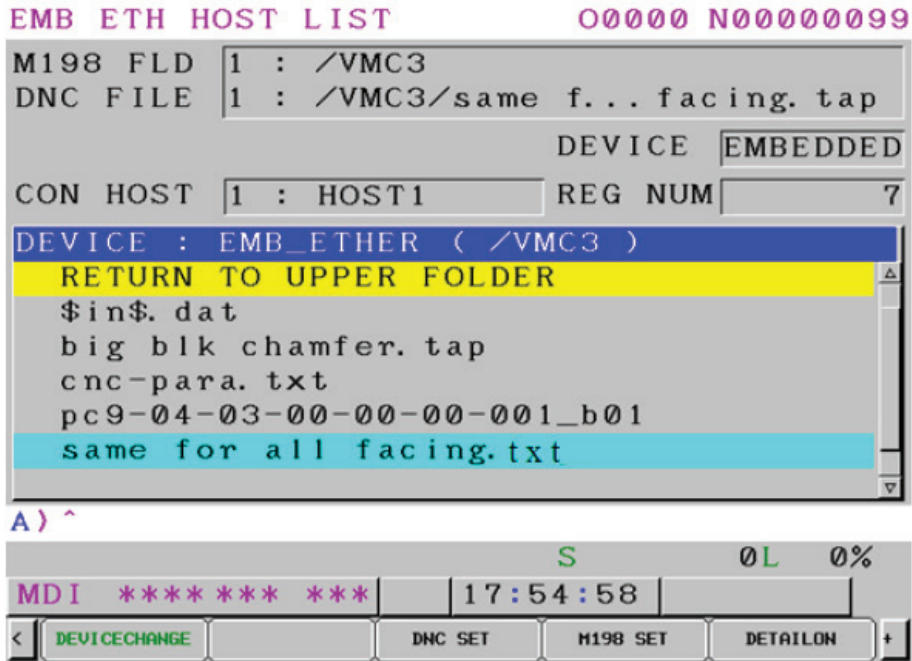 EMB ETH HOST LIST O0000 N00000099
M198 FLD 1 : /VMC3
DNC FILE 1 : /VMC3/same f...facing.tap
DEVICE EMBEDDED
CON HOST 1 : HOST1 REG NUM 7
DEVICE : EMB_ETHER ( /VMC3 )
RETURN TO UPPER FOLDER
$in$.dat
big blk chamfer.tap
cnc-para.txt
pc9-04-03-00-00-00-001_b01
same for all facing.txt
A) ^
S 0L 0%
MDI **** *** *** 17:54:58
< DEVICECHANGE DNC SET M198 SET DETAILON +